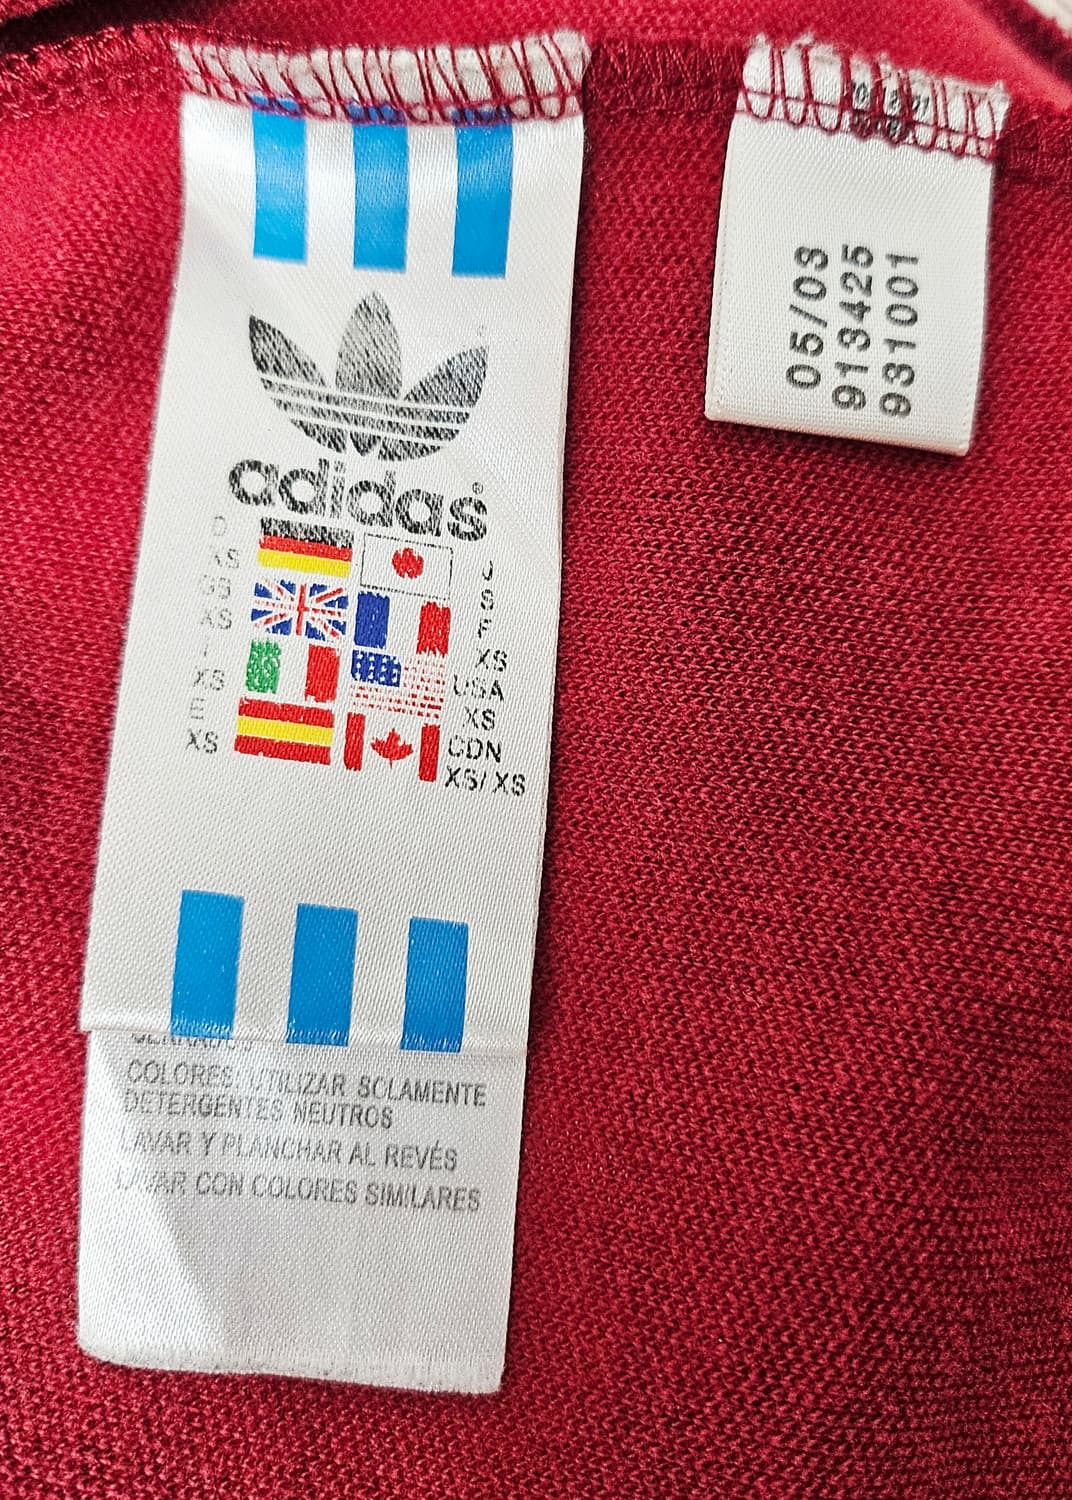 adidas
D
XS
GB
XS
I
XS
E
XS
J
S
F
XS
USA
XS
CDN
XS/XS
COLORES: UTILIZAR SOLAMENTE
DETERGENTES NEUTROS
LAVAR Y PLANCHAR AL REVÉS
LAVAR CON COLORES SIMILARES
05/03
913425
931001